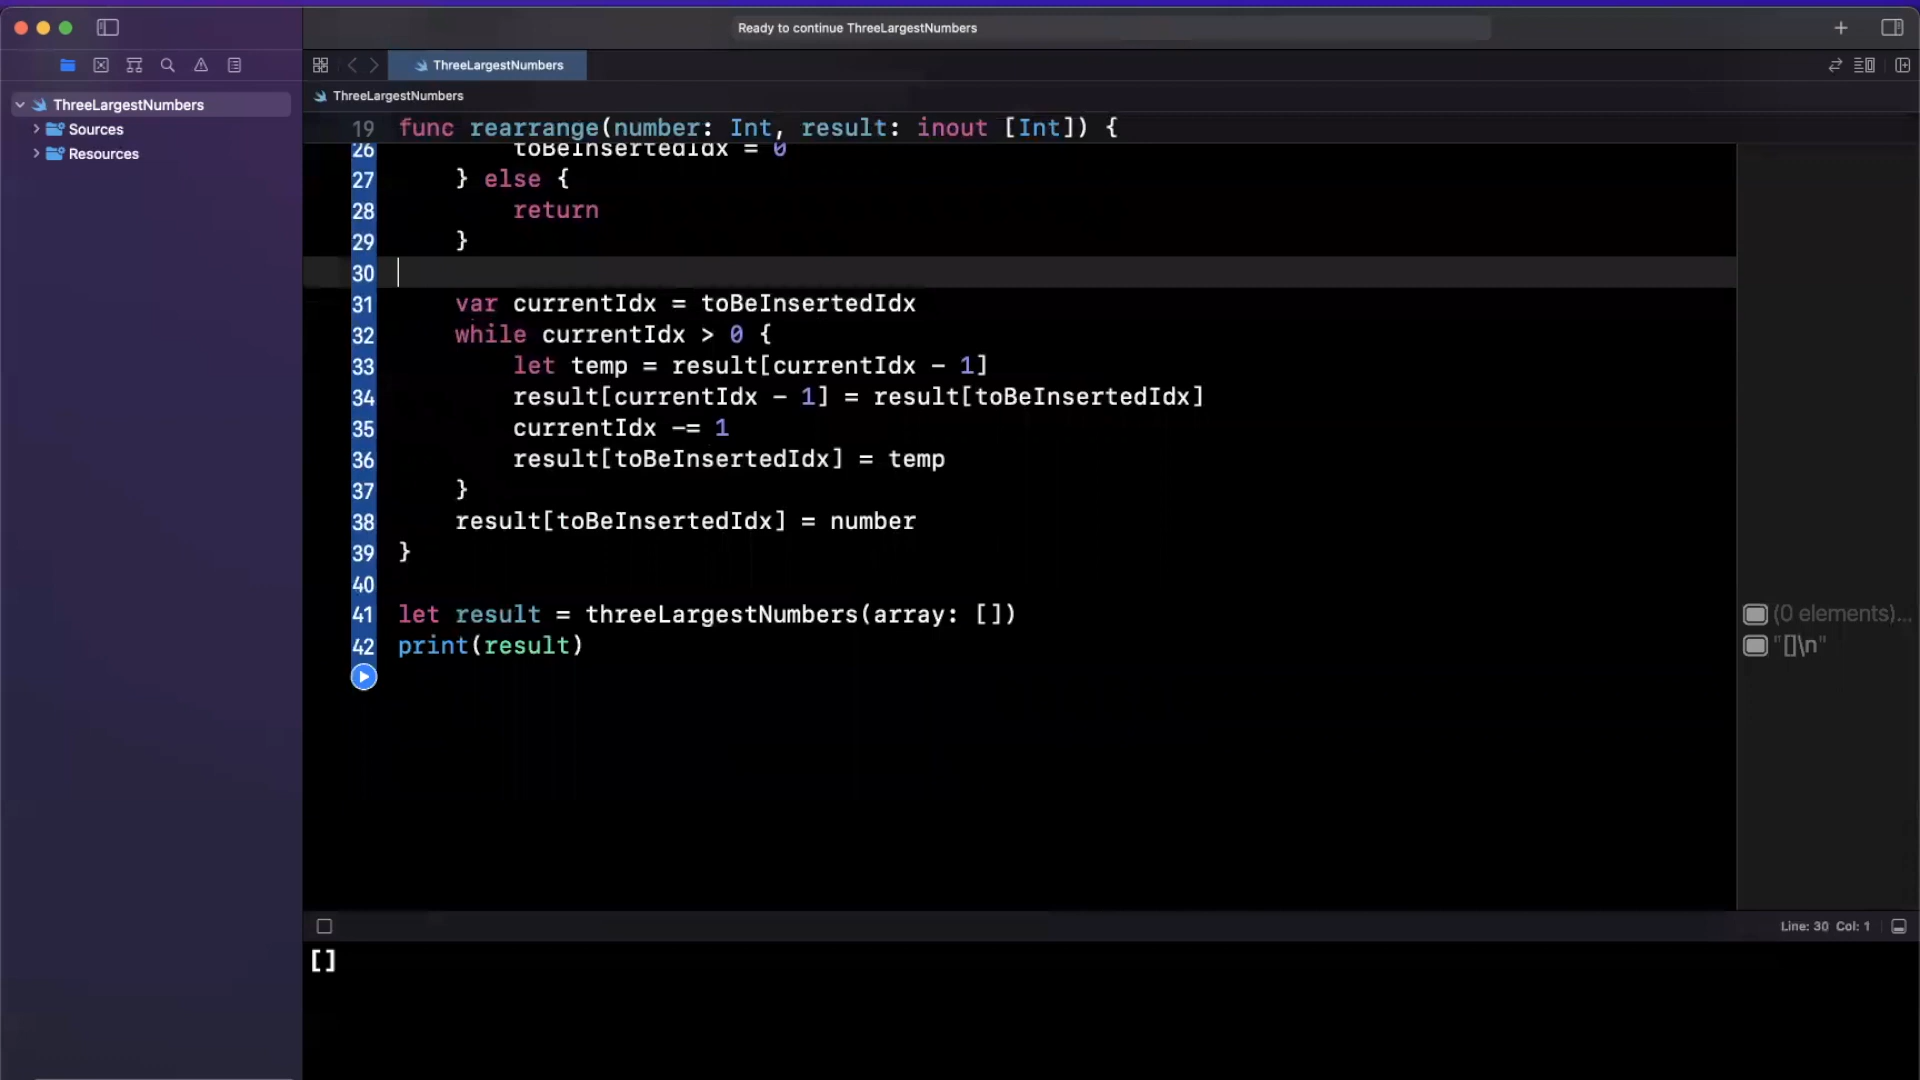 Ready to continue ThreeLargestNumbers
ThreeLargestNumbers
ThreeLargestNumbers
Sources
Resources
ThreeLargestNumbers
19 func rearrange(number: Int, result: inout [Int]) {
26         toBeInsertedIdx = 0
27     } else {
28         return
29     }
30
31     var currentIdx = toBeInsertedIdx
32     while currentIdx > 0 {
33         let temp = result[currentIdx - 1]
34         result[currentIdx - 1] = result[toBeInsertedIdx]
35         currentIdx -= 1
36         result[toBeInsertedIdx] = temp
37     }
38     result[toBeInsertedIdx] = number
39 }
40
41 let result = threeLargestNumbers(array: []) (0 elements)...
42 print(result) "[]\n"
Line: 30 Col: 1
[]